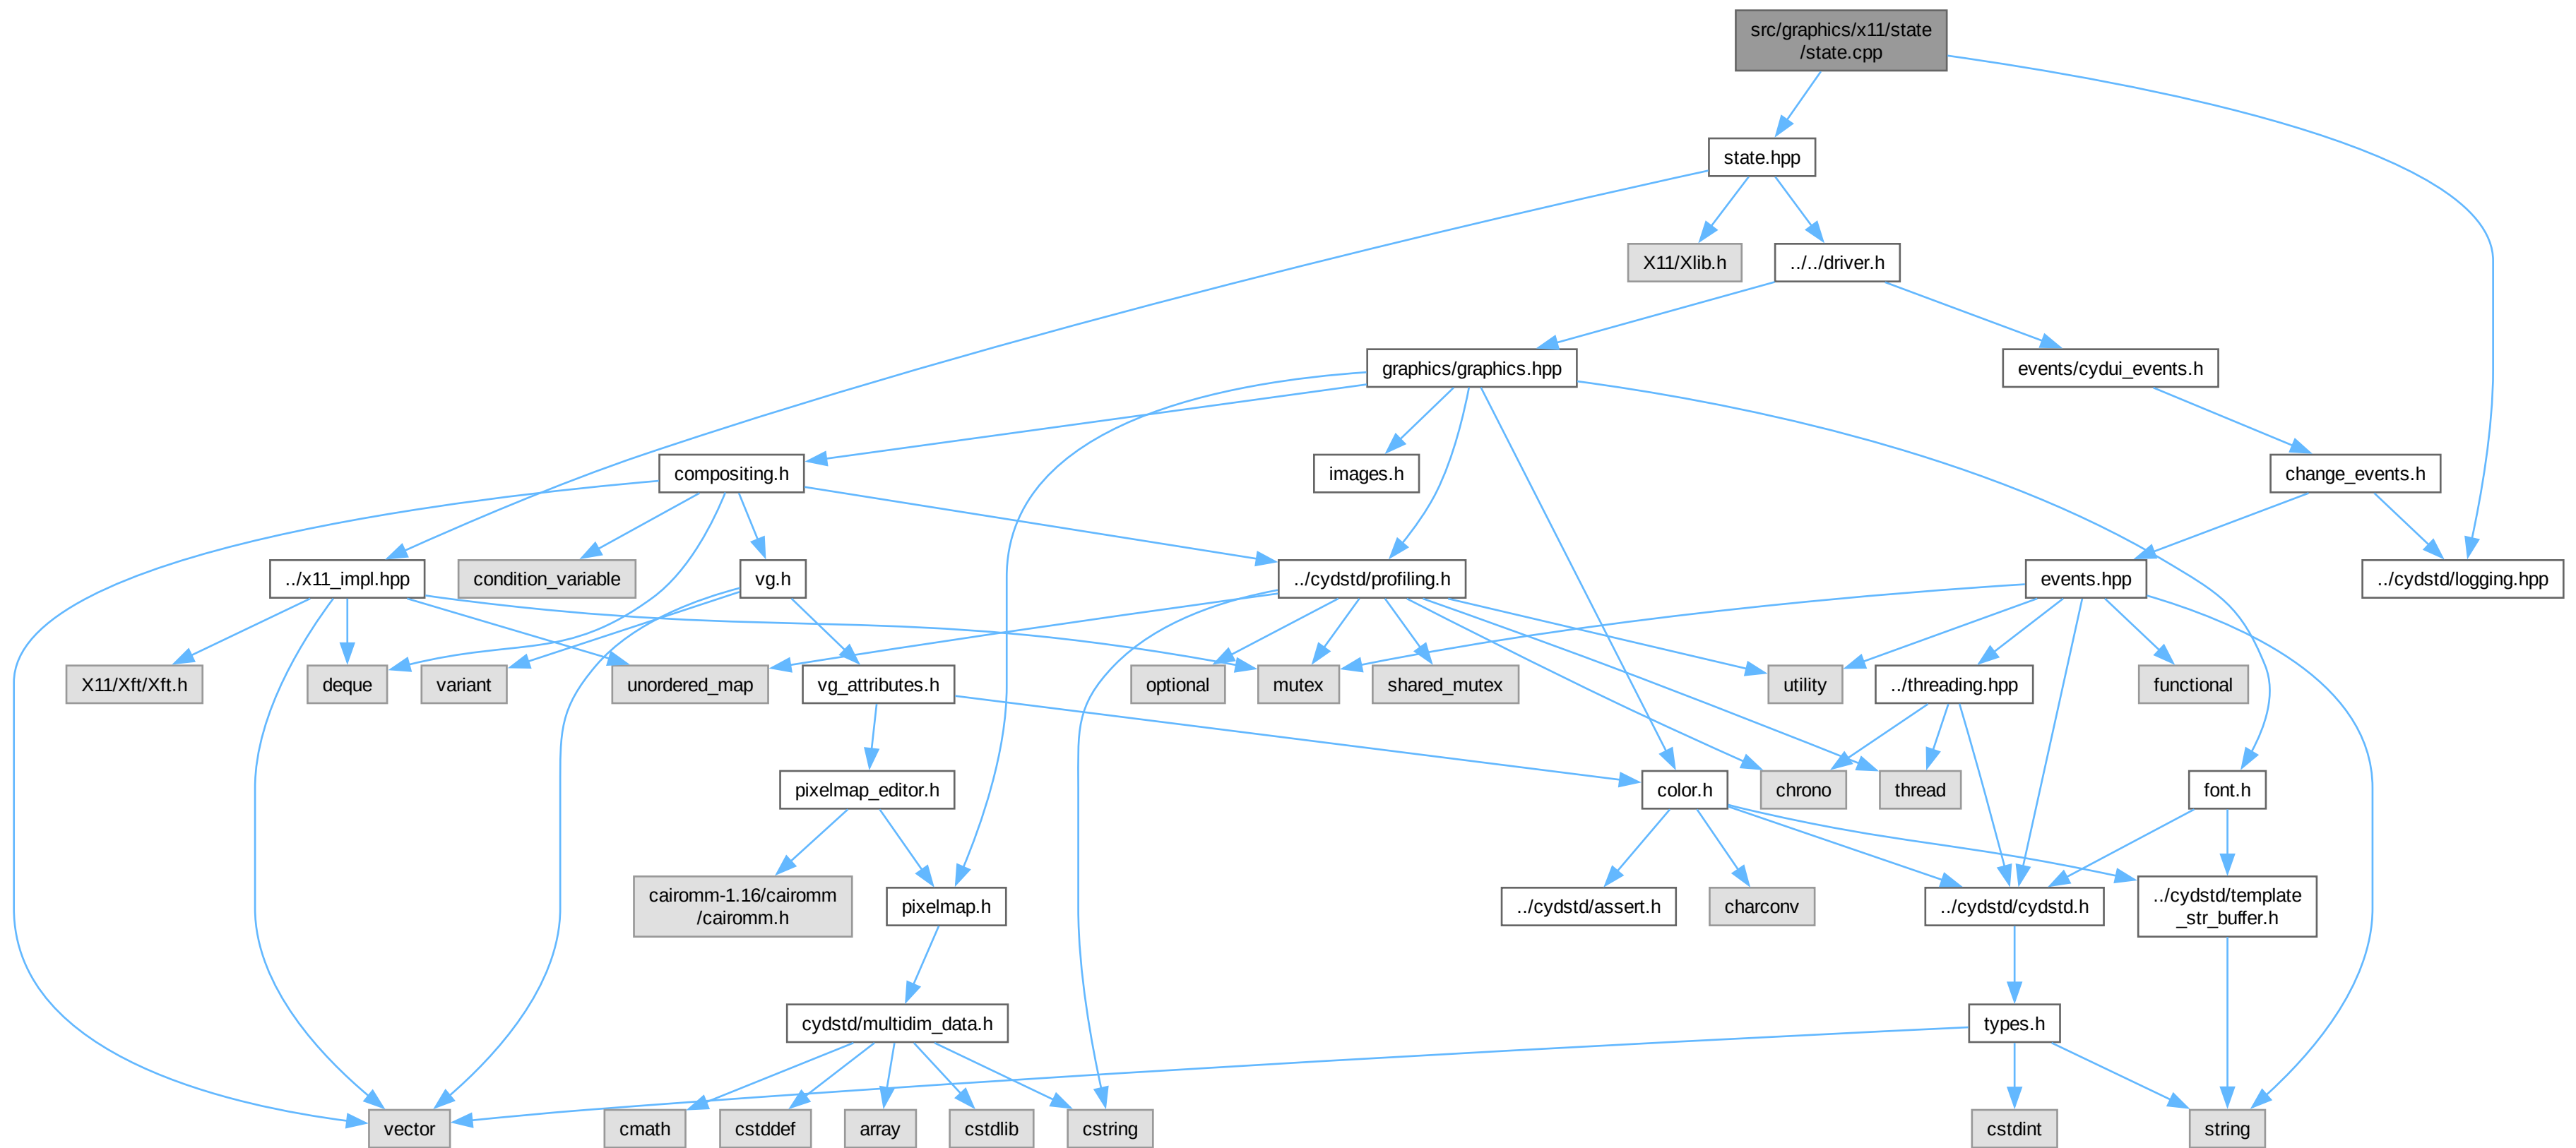 src/graphics/x11/state
/state.cpp
state.hpp
X11/Xlib.h
../../driver.h
graphics/graphics.hpp
events/cydui_events.h
compositing.h
images.h
change_events.h
../x11_impl.hpp
condition_variable
vg.h
../cydstd/profiling.h
events.hpp
../cydstd/logging.hpp
X11/Xft/Xft.h
deque
variant
unordered_map
vg_attributes.h
optional
mutex
shared_mutex
utility
../threading.hpp
functional
pixelmap_editor.h
color.h
chrono
thread
font.h
cairomm-1.16/cairomm
/cairomm.h
pixelmap.h
../cydstd/assert.h
charconv
../cydstd/cydstd.h
../cydstd/template
_str_buffer.h
cydstd/multidim_data.h
types.h
vector
cmath
cstddef
array
cstdlib
cstring
cstdint
string